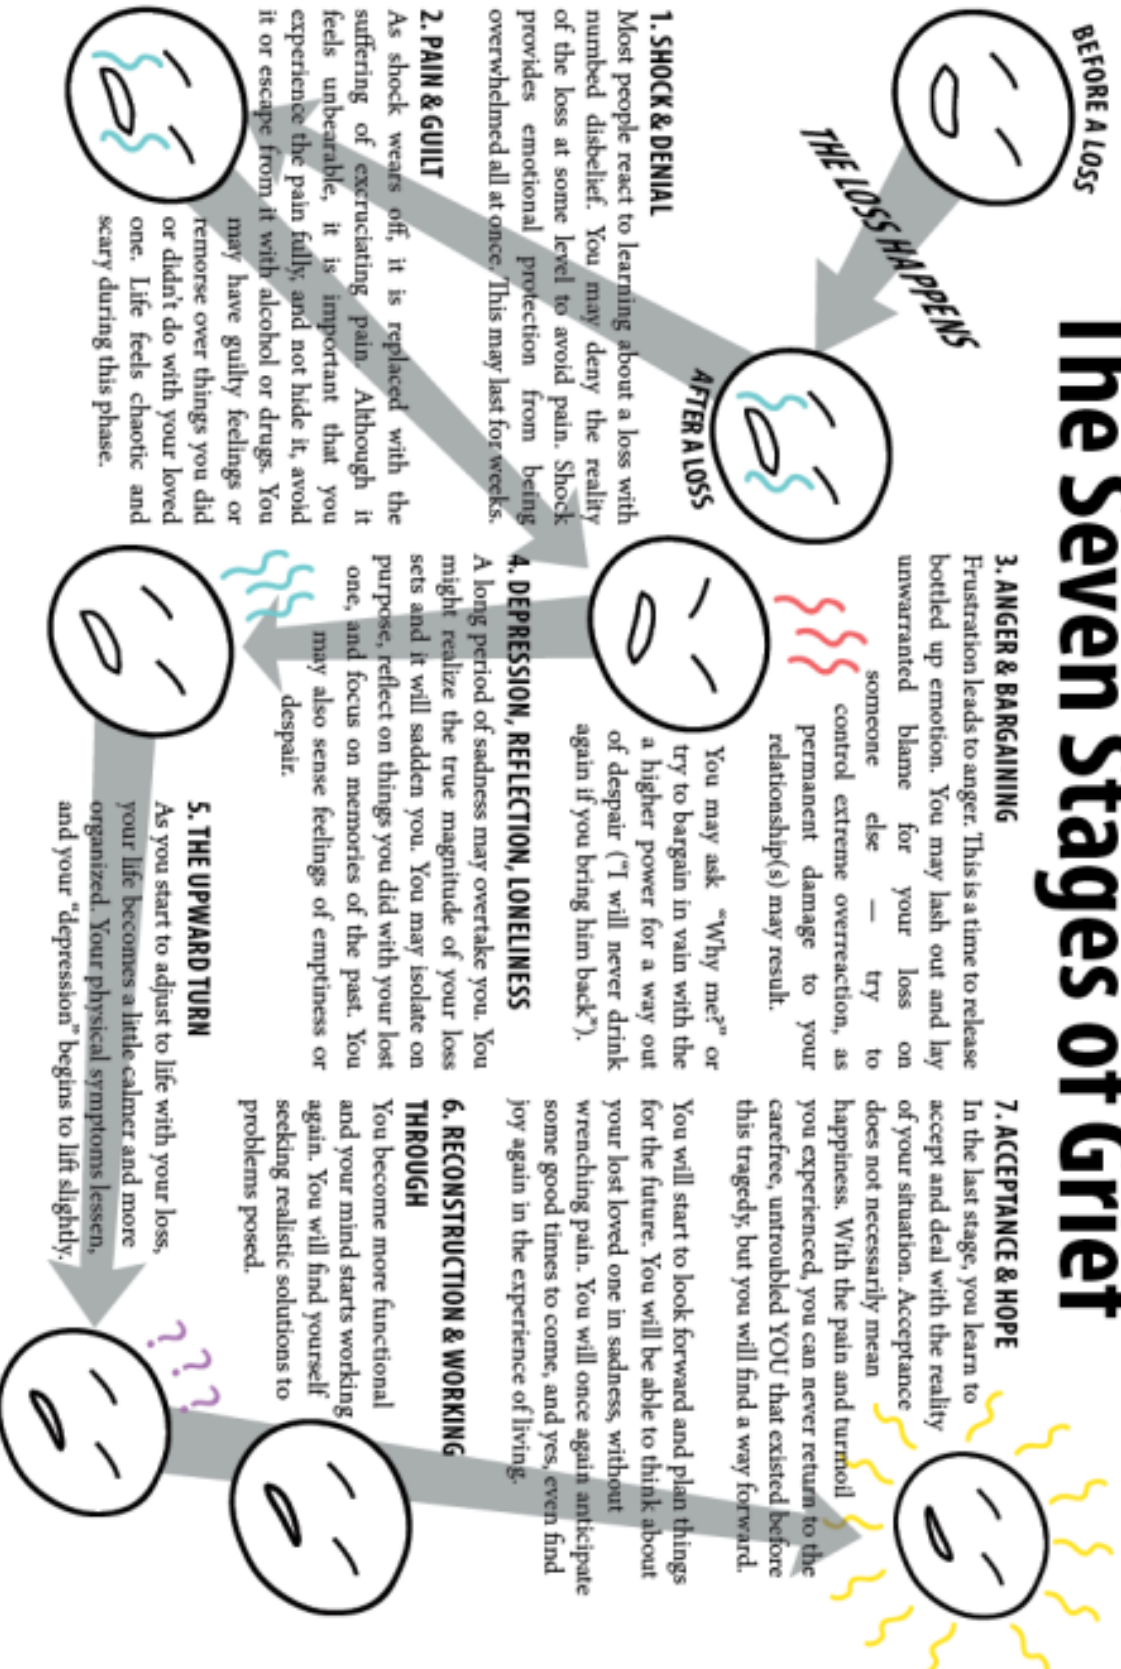 The Seven Stages of Grief
BEFORE A LOSS
THE LOSS HAPPENS
AFTER A LOSS
1. SHOCK & DENIAL
Most people react to learning about a loss with
numbed disbelief. You may deny the reality
of the loss at some level to avoid pain. Shock
provides emotional protection from being
overwhelmed all at once. This may last for weeks.
2. PAIN & GUILT
As shock wears off, it is replaced with the
suffering of excruciating pain. Although it
feels unbearable, it is important that you
experience the pain fully, and not hide it, avoid
it or escape from it with alcohol or drugs. You
may have guilty feelings or
remorse over things you did
or didn't do with your loved
one. Life feels chaotic and
scary during this phase.
3. ANGER & BARGAINING
Frustration leads to anger. This is a time to release
bottled up emotion. You may lash out and lay
unwarranted blame for your loss on
someone else — try to
control extreme overreaction, as
permanent damage to your
relationship(s) may result.
You may ask "Why me?" or
try to bargain in vain with the
a higher power for a way out
of despair ("I will never drink
again if you bring him back").
4. DEPRESSION, REFLECTION, LONELINESS
A long period of sadness may overtake you. You
might realize the true magnitude of your loss
sets and it will sadden you. You may isolate on
purpose, reflect on things you did with your lost
one, and focus on memories of the past. You
may also sense feelings of emptiness or
despair.
5. THE UPWARD TURN
As you start to adjust to life with your loss,
your life becomes a little calmer and more
organized. Your physical symptoms lessen,
and your "depression" begins to lift slightly.
???
6. RECONSTRUCTION & WORKING
THROUGH
You become more functional
and your mind starts working
again. You will find yourself
seeking realistic solutions to
problems posed.
7. ACCEPTANCE & HOPE
In the last stage, you learn to
accept and deal with the reality
of your situation. Acceptance
does not necessarily mean
happiness. With the pain and turmoil
you experienced, you can never return to the
carefree, untroubled YOU that existed before
this tragedy, but you will find a way forward.
You will start to look forward and plan things
for the future. You will be able to think about
your lost loved one in sadness, without
wrenching pain. You will once again anticipate
some good times to come, and yes, even find
joy again in the experience of living.